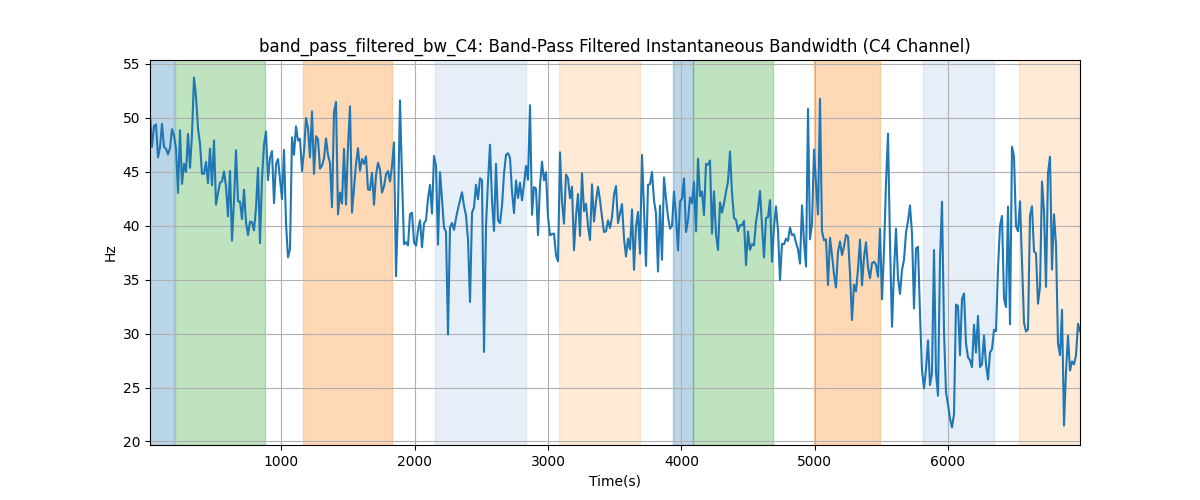 band_pass_filtered_bw_C4: Band-Pass Filtered Instantaneous Bandwidth (C4 Channel)
55
50
45
40
35
30
25
20
Hz
1000 2000 3000 4000 5000 6000
Time(s)